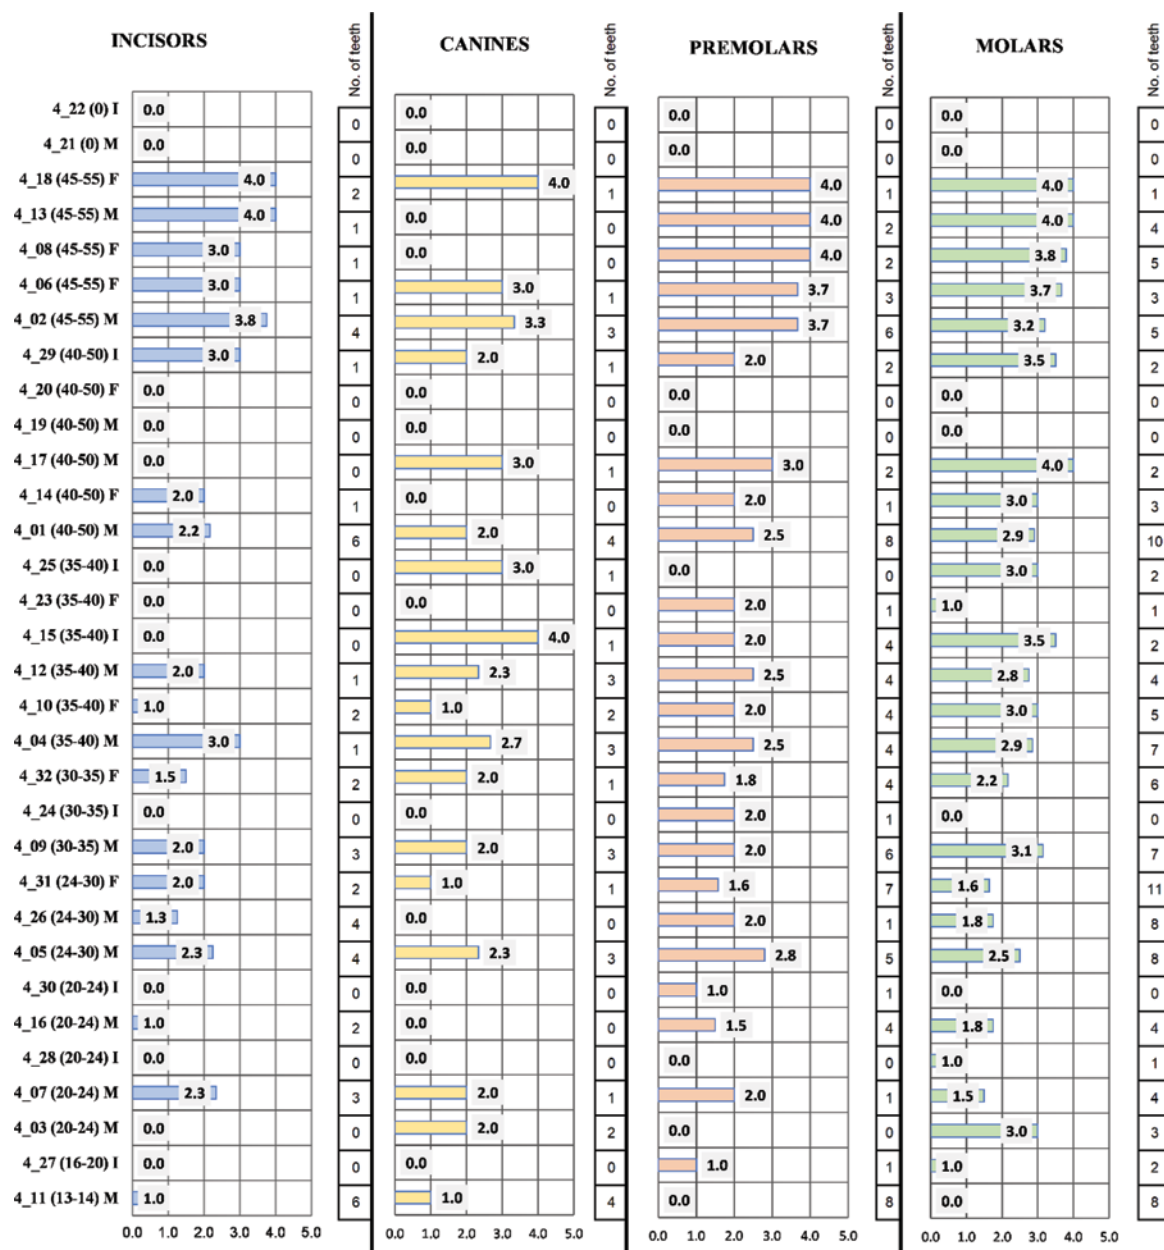 INCISORS No. of teeth CANINES No. of teeth PREMOLARS No. of teeth MOLARS No. of teeth
4_22 (0) I 0.0 0 0.0 0 0.0 0 0.0 0
4_21 (0) M 0.0 0 0.0 0 0.0 0 0.0 0
4_18 (45-55) F 4.0 2 4.0 1 4.0 1 4.0 1
4_13 (45-55) M 4.0 1 0.0 0 4.0 2 4.0 4
4_08 (45-55) F 3.0 1 0.0 0 4.0 2 3.8 5
4_06 (45-55) F 3.0 1 3.0 1 3.7 3 3.7 3
4_02 (45-55) M 3.8 4 3.3 3 3.7 6 3.2 5
4_29 (40-50) I 3.0 1 2.0 1 2.0 2 3.5 2
4_20 (40-50) F 0.0 0 0.0 0 0.0 0 0.0 0
4_19 (40-50) M 0.0 0 0.0 0 0.0 0 0.0 0
4_17 (40-50) M 0.0 0 3.0 1 3.0 2 4.0 2
4_14 (40-50) F 2.0 1 0.0 0 2.0 1 3.0 3
4_01 (40-50) M 2.2 6 2.0 4 2.5 8 2.9 10
4_25 (35-40) I 0.0 0 3.0 1 0.0 0 3.0 2
4_23 (35-40) F 0.0 0 0.0 0 2.0 1 1.0 1
4_15 (35-40) I 0.0 0 4.0 1 2.0 4 3.5 2
4_12 (35-40) M 2.0 1 2.3 3 2.5 4 2.8 4
4_10 (35-40) F 1.0 2 1.0 2 2.0 4 3.0 5
4_04 (35-40) M 3.0 1 2.7 3 2.5 4 2.9 7
4_32 (30-35) F 1.5 2 2.0 1 1.8 4 2.2 6
4_24 (30-35) I 0.0 0 0.0 0 2.0 1 0.0 0
4_09 (30-35) M 2.0 3 2.0 3 2.0 6 3.1 7
4_31 (24-30) F 2.0 2 1.0 1 1.6 7 1.6 11
4_26 (24-30) M 1.3 4 0.0 0 2.0 1 1.8 8
4_05 (24-30) M 2.3 4 2.3 3 2.8 5 2.5 8
4_30 (20-24) I 0.0 0 0.0 0 1.0 1 0.0 0
4_16 (20-24) M 1.0 2 0.0 0 1.5 4 1.8 4
4_28 (20-24) I 0.0 0 0.0 0 0.0 0 1.0 1
4_07 (20-24) M 2.3 3 2.0 1 2.0 1 1.5 4
4_03 (20-24) M 0.0 0 2.0 2 0.0 0 3.0 3
4_27 (16-20) I 0.0 0 0.0 0 1.0 1 1.0 2
4_11 (13-14) M 1.0 6 1.0 4 0.0 8 0.0 8
0.0 1.0 2.0 3.0 4.0 5.0 0.0 1.0 2.0 3.0 4.0 5.0 0.0 1.0 2.0 3.0 4.0 5.0 0.0 1.0 2.0 3.0 4.0 5.0